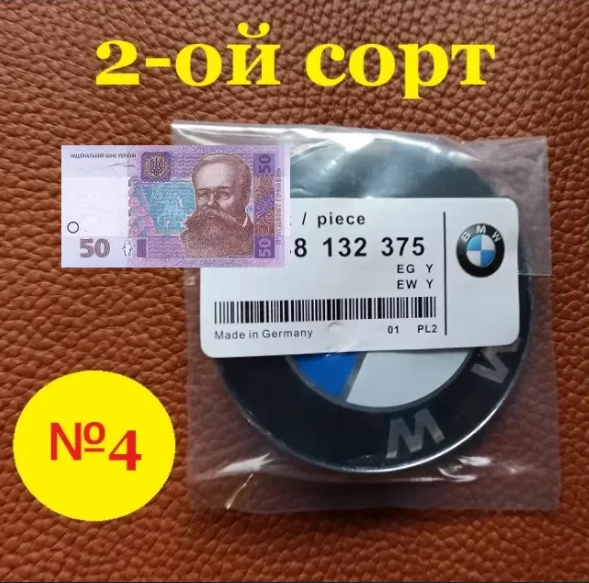 2-ой сорт
НАЦІОНАЛЬНИЙ БАНК УКРАЇНИ
50
50
50
/ piece
8 132 375
EG Y
EW Y
BMW
Made in Germany
01 PL2
W
W
№4